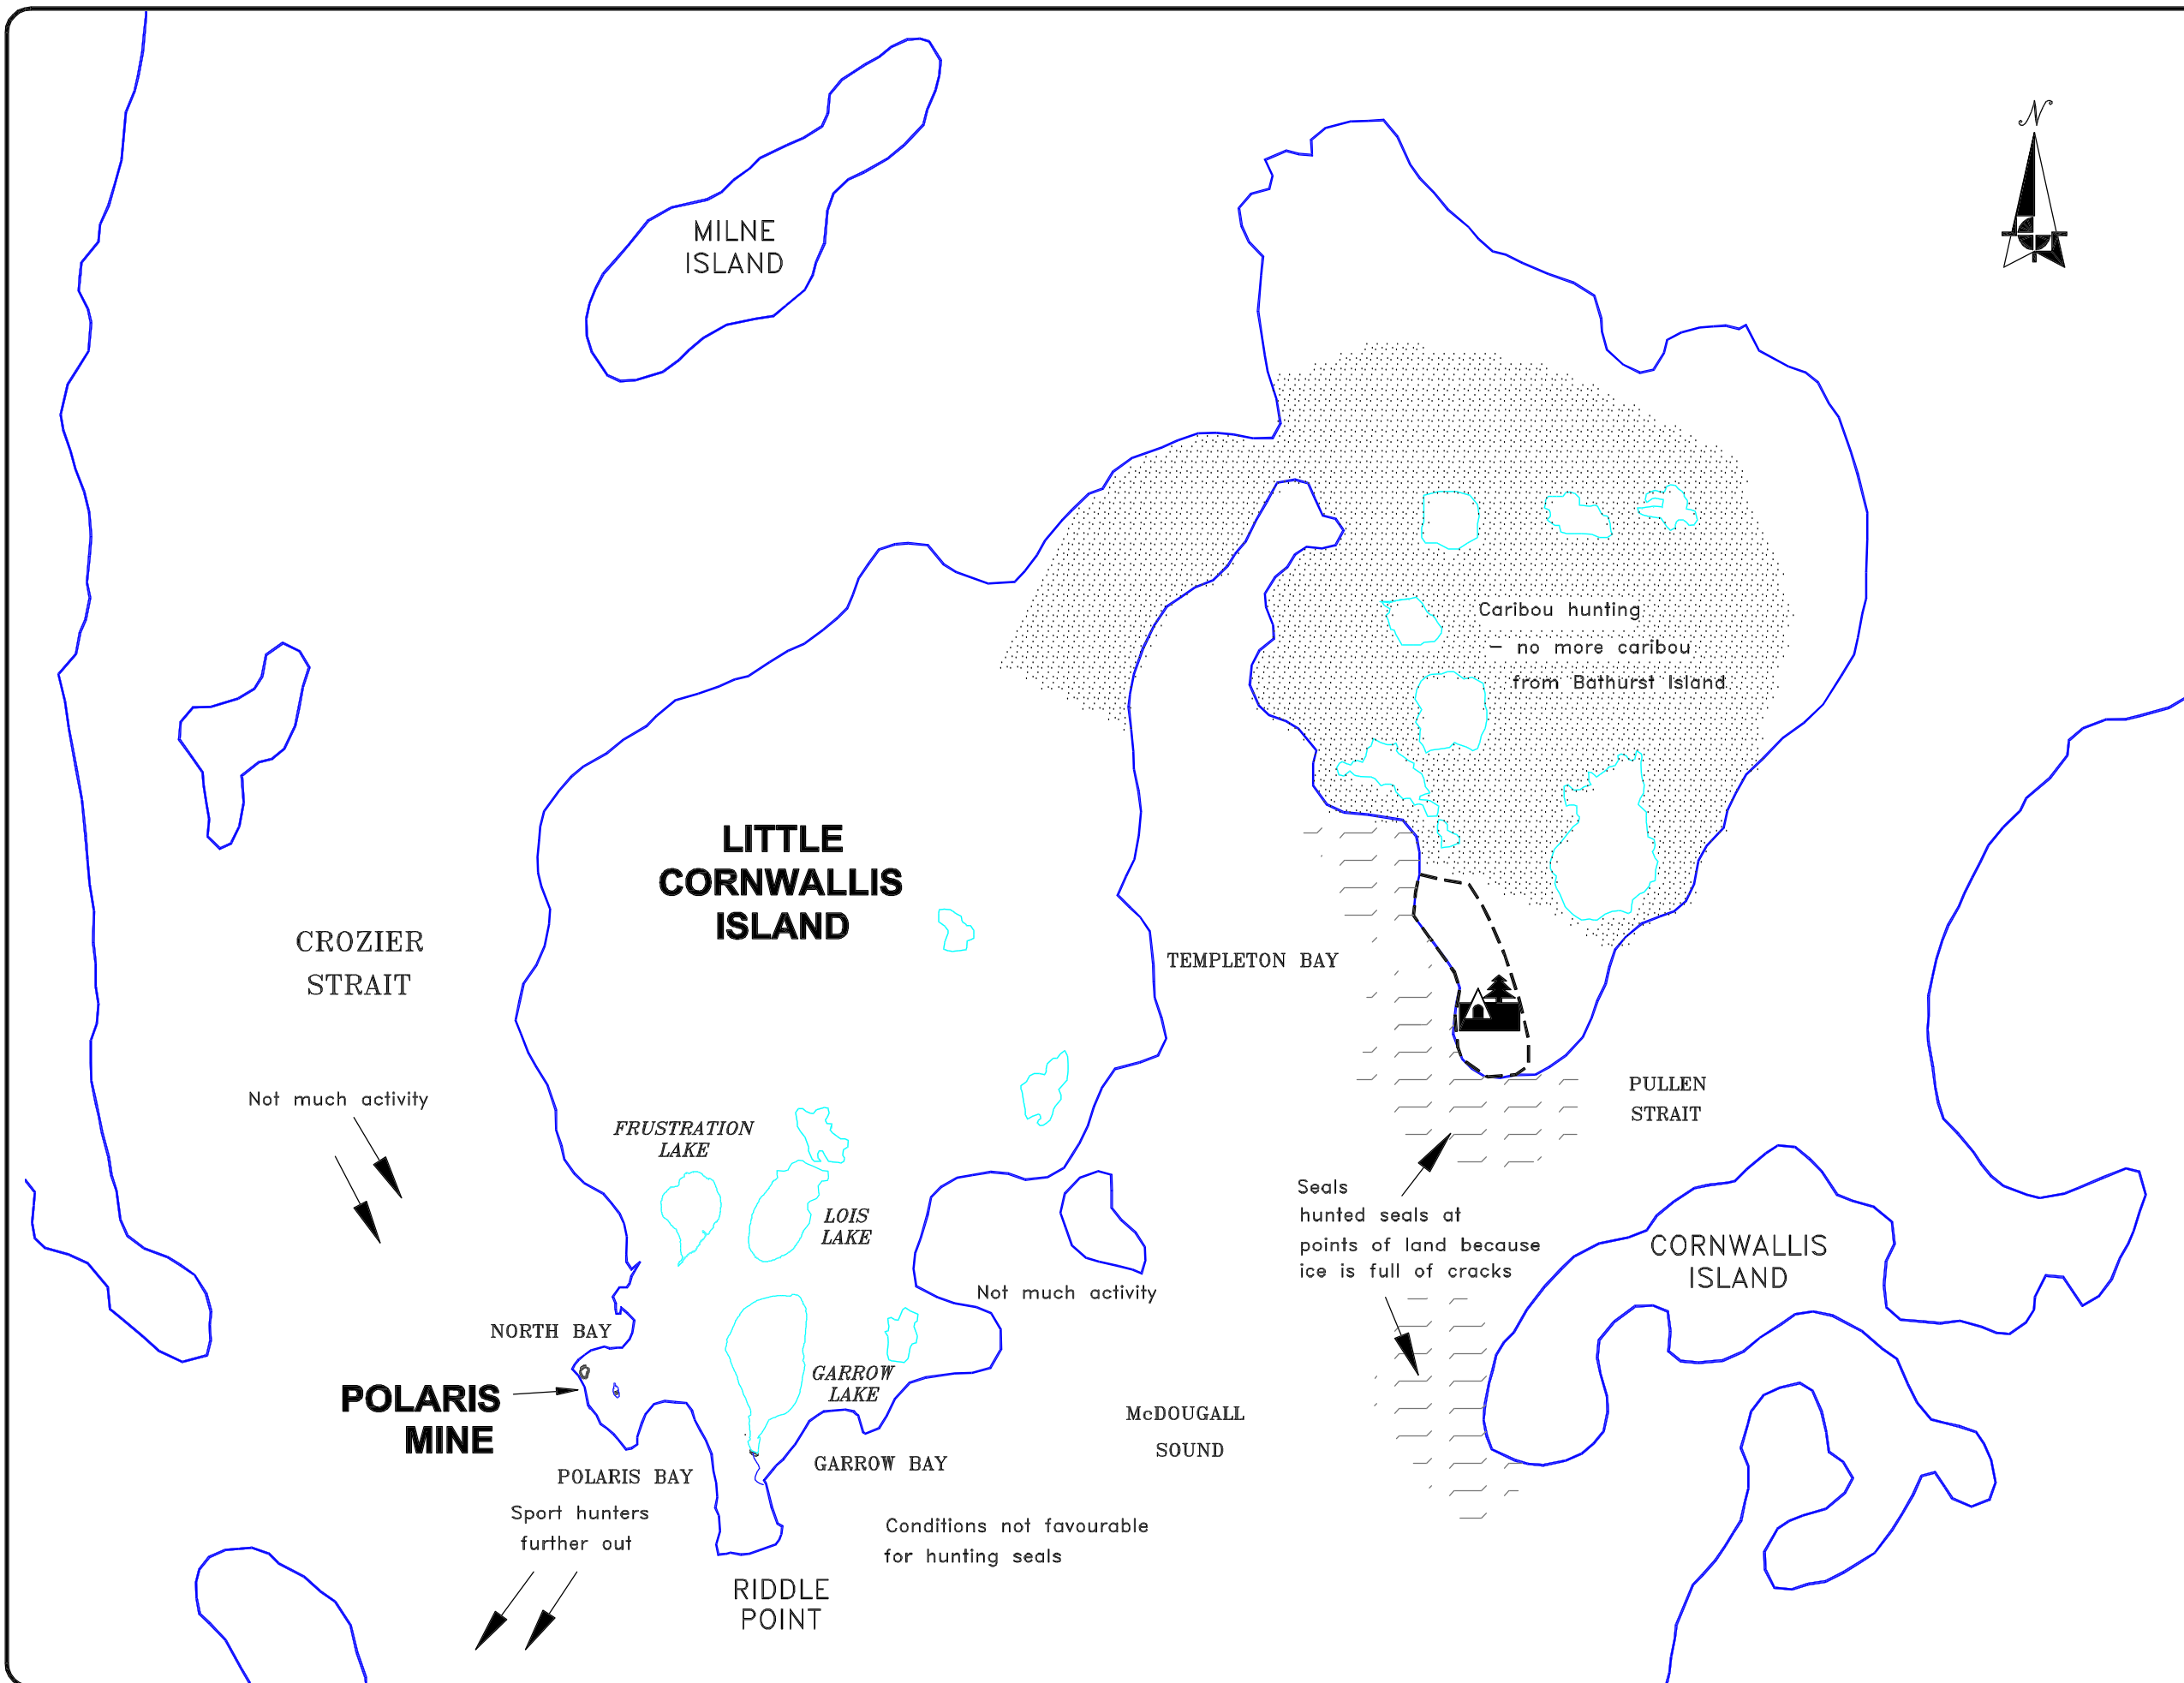 N
MILNE
ISLAND
Caribou hunting
– no more caribou
from Bathurst Island
LITTLE
CORNWALLIS
ISLAND
CROZIER
STRAIT
TEMPLETON BAY
Not much activity
PULLEN
STRAIT
FRUSTRATION
LAKE
LOIS
LAKE
Seals
hunted seals at
points of land because
ice is full of cracks
CORNWALLIS
ISLAND
Not much activity
NORTH BAY
GARROW
LAKE
POLARIS
MINE
McDOUGALL
SOUND
POLARIS BAY
GARROW BAY
Sport hunters
further out
Conditions not favourable
for hunting seals
RIDDLE
POINT